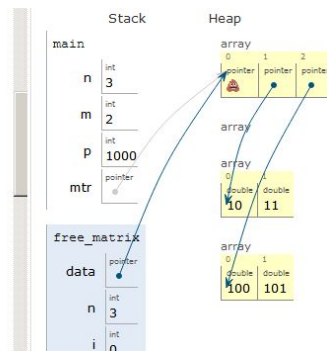 Stack Heap
main
array
0 1 2
int
pointer pointer pointe
n 3
int
m 2
array
int
p 1000
pointer
mtr
array
0 1
double double
10 11
free_matrix
array
pointer
data
0 1
double double
100 101
int
n 3
int
i 0